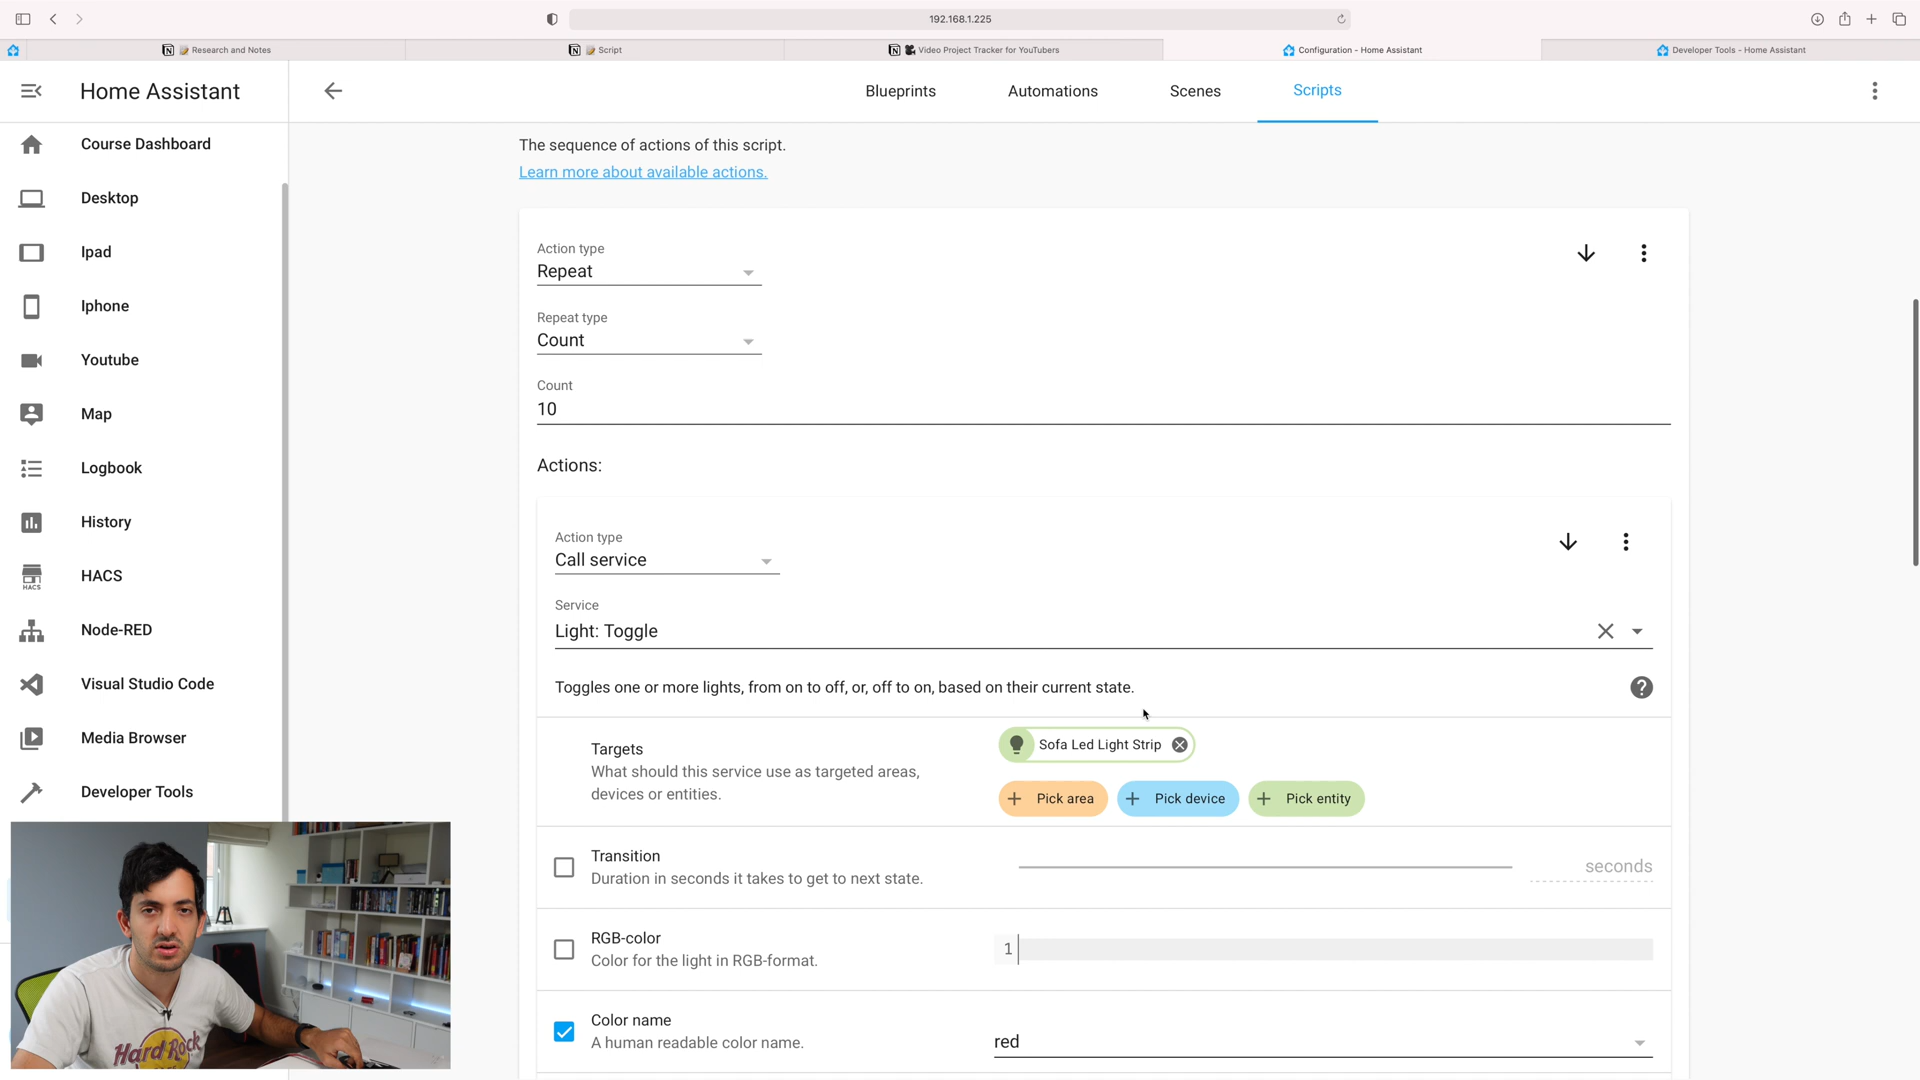 192.168.1.225
Research and Notes
Script
Video Project Tracker for YouTubers
Configuration - Home Assistant
Developer Tools - Home Assistant
Home Assistant
Blueprints
Automations
Scenes
Scripts
Course Dashboard
Desktop
Ipad
Iphone
Youtube
Map
Logbook
History
HACS
HACS
Node-RED
Visual Studio Code
Media Browser
Developer Tools
The sequence of actions of this script.
Learn more about available actions.
Action type
Repeat
Repeat type
Count
Count
10
Actions:
Action type
Call service
Service
Light: Toggle
Toggles one or more lights, from on to off, or, off to on, based on their current state.
Targets
What should this service use as targeted areas,
devices or entities.
Sofa Led Light Strip
Pick area
Pick device
Pick entity
Transition
Duration in seconds it takes to get to next state.
seconds
RGB-color
Color for the light in RGB-format.
1
Color name
A human readable color name.
red
Hard Rock